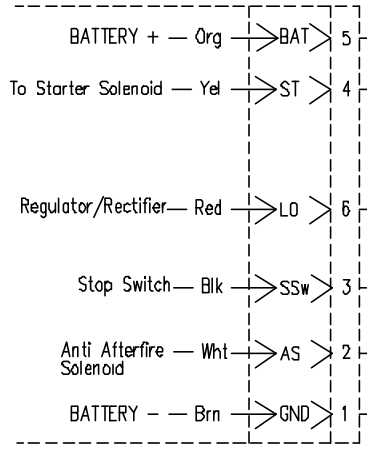 BATTERY + — Org BAT 5
To Starter Solenoid — Yel ST 4
Regulator/Rectifier — Red LO 6
Stop Switch — Blk SSw 3
Anti Afterfire — Wht AS 2
Solenoid
BATTERY - — Brn GND 1